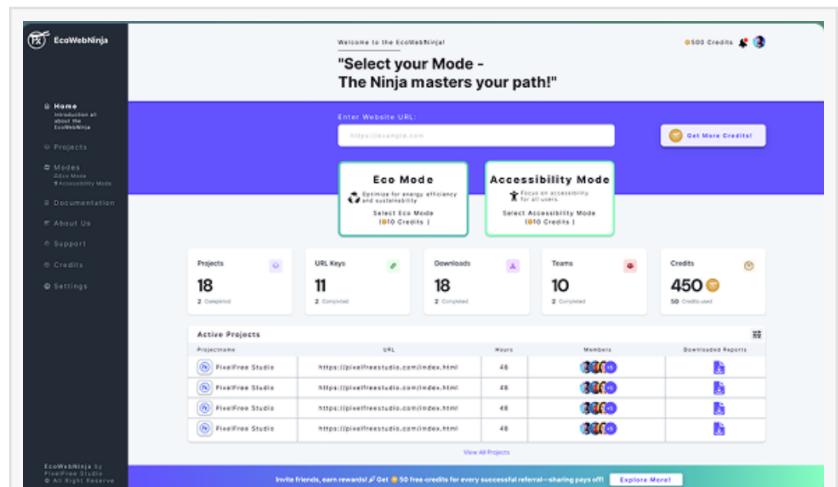 EcoWebNinja
Home
Introduction all
about the
EcoWebNinja
Projects
Modes
Eco Mode
Accessibility Mode
Documentation
About Us
Support
Credits
Settings
EcoWebNinja by
PixelFree Studio
© All Right Reserve
Welcome to the EcoWebNinja!
500 Credits
"Select your Mode -
The Ninja masters your path!"
Enter Website URL:
https://example.com
Get More Credits!
Eco Mode
Optimize for energy efficiency
and sustainability
Select Eco Mode
(10 Credits )
Accessibility Mode
Focus on accessibility
for all users.
Select Accessibility Mode
(10 Credits )
Projects
18
2 Completed
URL Keys
11
2 Completed
Downloads
18
2 Completed
Teams
10
2 Completed
Credits
450
50 Credits used
Active Projects
Projectname URL Hours Members Downloaded Reports
PixelFree Studio https://pixelfreestudio.com/index.html 48 +5
PixelFree Studio https://pixelfreestudio.com/index.html 48 +5
PixelFree Studio https://pixelfreestudio.com/index.html 48 +5
PixelFree Studio https://pixelfreestudio.com/index.html 48 +5
View All Projects
Invite friends, earn rewards! Get 50 free credits for every successful referral—sharing pays off! Explore More!